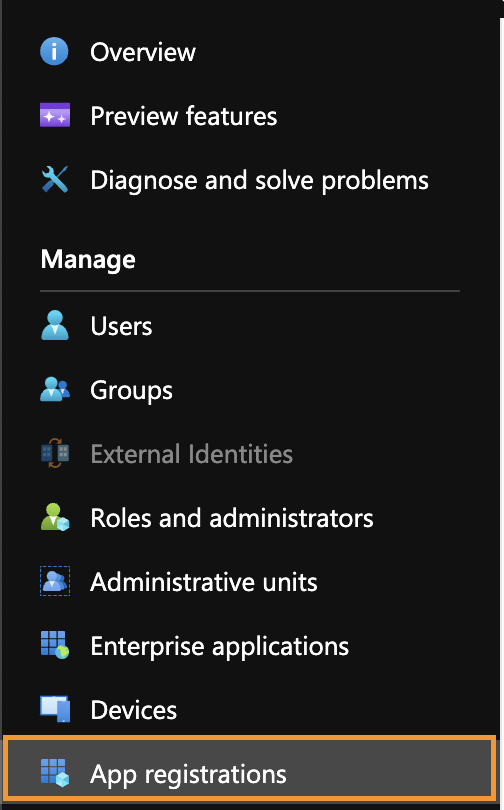 Overview
Preview features
Diagnose and solve problems
Manage
Users
Groups
External Identities
Roles and administrators
Administrative units
Enterprise applications
Devices
App registrations